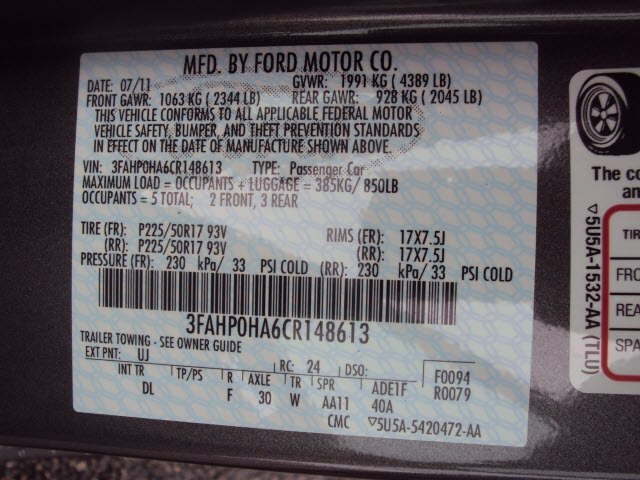 MFD. BY FORD MOTOR CO.
DATE: 07/11 GVWR: 1991 KG ( 4389 LB)
FRONT GAWR: 1063 KG ( 2344 LB) REAR GAWR: 928 KG ( 2045 LB)
THIS VEHICLE CONFORMS TO ALL APPLICABLE FEDERAL MOTOR
VEHICLE SAFETY, BUMPER, AND THEFT PREVENTION STANDARDS
IN EFFECT ON THE DATE OF MANUFACTURE SHOWN ABOVE.
VIN: 3FAHP0HA6CR148613 TYPE: Passenger Car
MAXIMUM LOAD = OCCUPANTS + LUGGAGE = 385KG/ 850LB
OCCUPANTS = 5 TOTAL; 2 FRONT, 3 REAR
TIRE (FR): P225/50R17 93V RIMS (FR): 17X7.5J
(RR): P225/50R17 93V (RR): 17X7.5J
PRESSURE (FR): 230 kPa/ 33 PSI COLD (RR): 230 kPa/ 33 PSI COLD
3FAHP0HA6CR148613
TRAILER TOWING - SEE OWNER GUIDE
EXT PNT: UJ RC: 24 DSO: F0094
R0079
INT TR TP/PS R AXLE TR SPR ADE1F
DL F 30 W AA11 40A
CMC ▽5U5A-5420472-AA
The co
an
TIR
FRO
REA
SPA
▽5U5A-1532-AA (TLU)